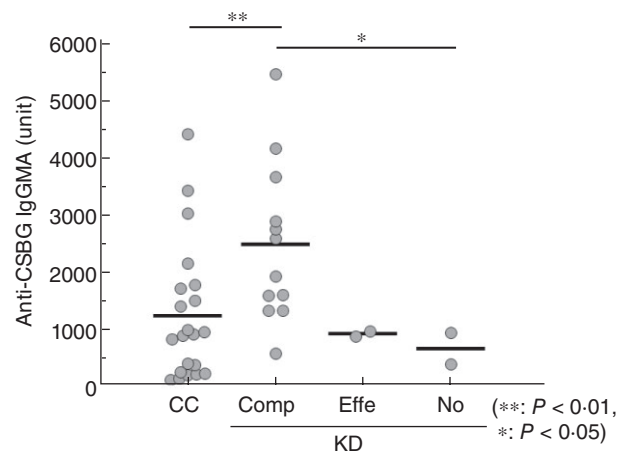 **
*
6000
5000
4000
3000
2000
1000
0
Anti-CSBG IgGMA (unit)
CC Comp Effe No
KD
(**: P < 0·01,
*: P < 0·05)